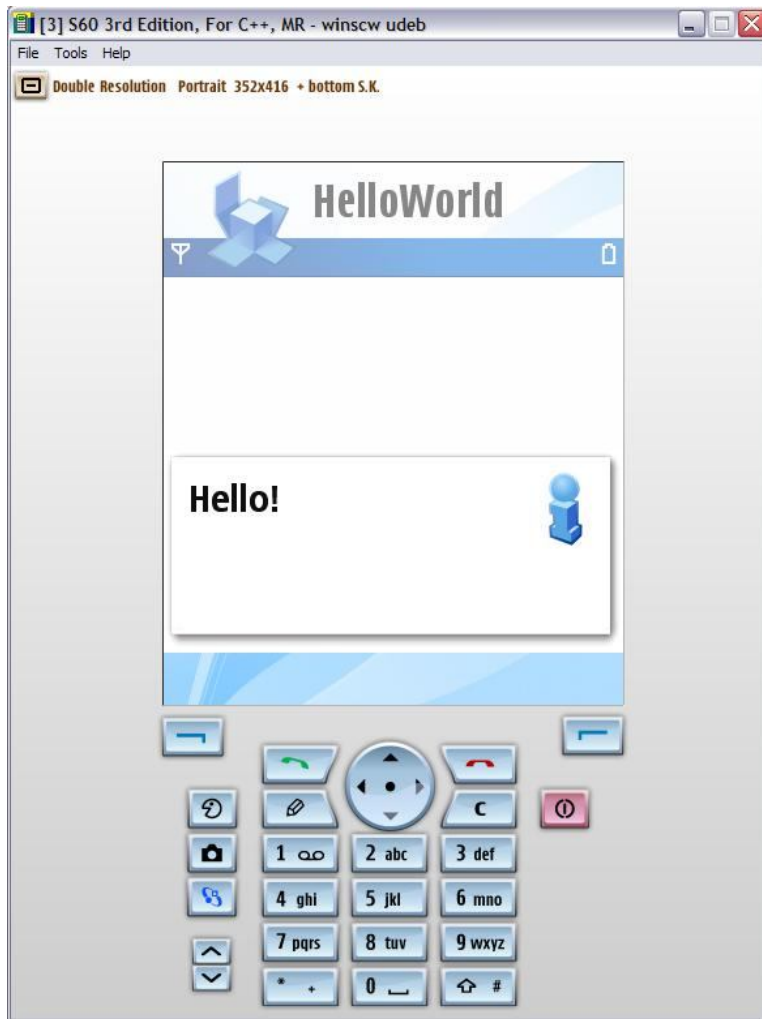 [3] S60 3rd Edition, For C++, MR - winscw udeb
File Tools Help
Double Resolution Portrait 352x416 + bottom S.K.
HelloWorld
Hello!
C
1 2 abc 3 def
4 ghi 5 jkl 6 mno
7 pqrs 8 tuv 9 wxyz
* + 0 #